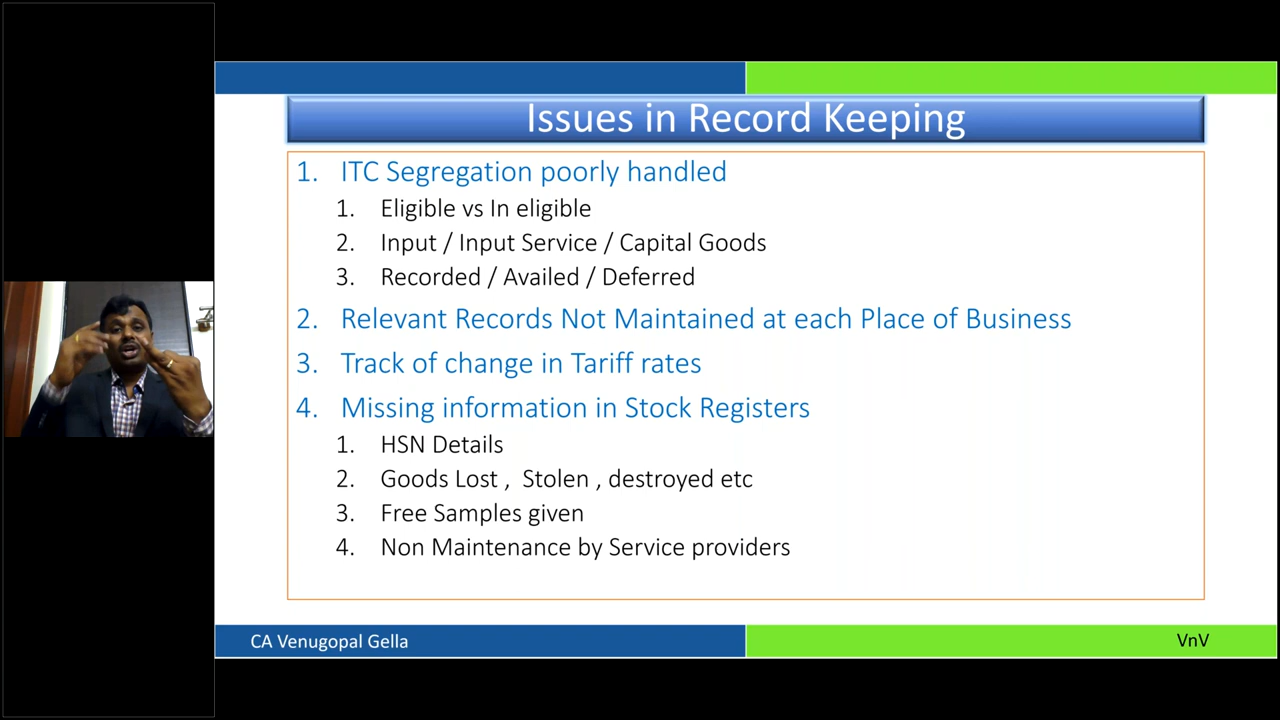 Issues in Record Keeping
1. ITC Segregation poorly handled
1. Eligible vs In eligible
2. Input / Input Service / Capital Goods
3. Recorded / Availed / Deferred
2. Relevant Records Not Maintained at each Place of Business
3. Track of change in Tariff rates
4. Missing information in Stock Registers
1. HSN Details
2. Goods Lost , Stolen , destroyed etc
3. Free Samples given
4. Non Maintenance by Service providers
CA Venugopal Gella
VnV